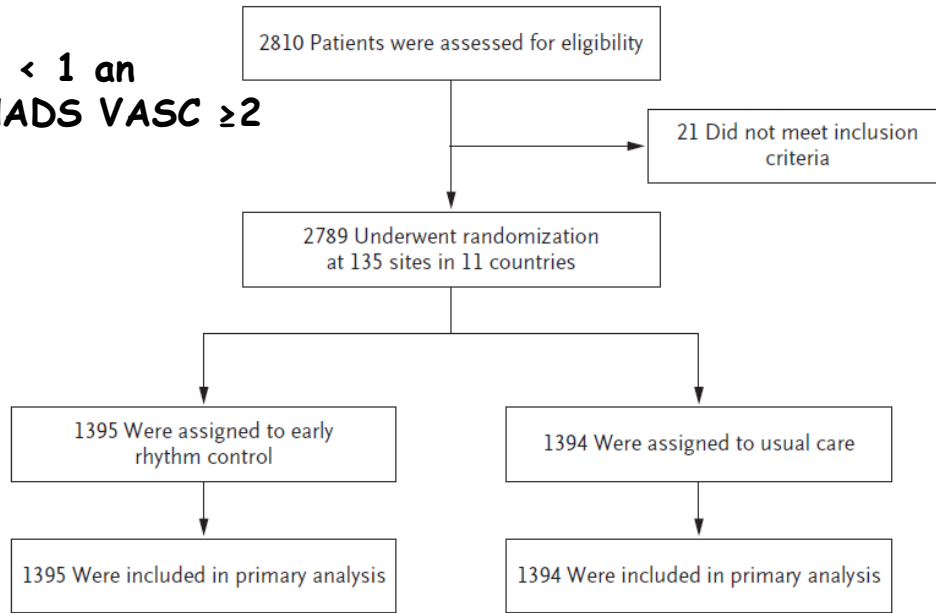 2810 Patients were assessed for eligibility
< 1 an
ADS VASC ≥2
21 Did not meet inclusion
criteria
2789 Underwent randomization
at 135 sites in 11 countries
1395 Were assigned to early
rhythm control
1394 Were assigned to usual care
1395 Were included in primary analysis
1394 Were included in primary analysis